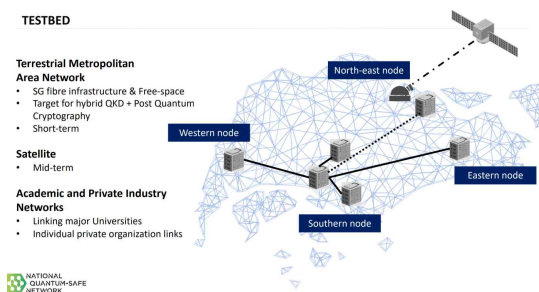 TESTBED
Terrestrial Metropolitan
Area Network
• SG fibre infrastructure & Free-space
• Target for hybrid QKD + Post Quantum
Cryptography
• Short-term
Satellite
• Mid-term
Academic and Private Industry
Networks
• Linking major Universities
• Individual private organization links
North-east node
Western node
Eastern node
Southern node
NATIONAL
QUANTUM-SAFE
NETWORK